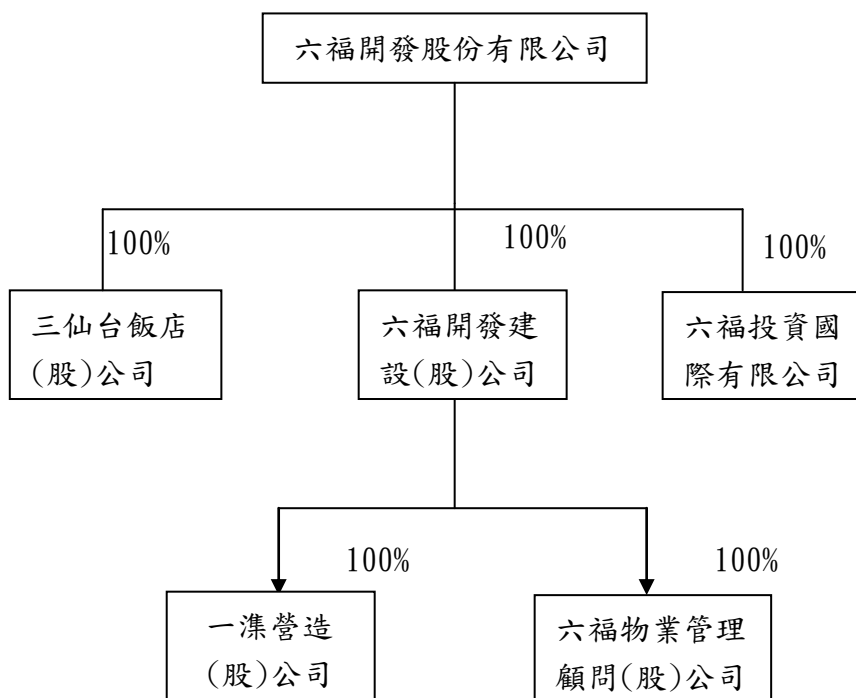 六福開發股份有限公司
100%
100%
100%
三仙台飯店
(股)公司
六福開發建
設(股)公司
六福投資國
際有限公司
100%
100%
一準營造
(股)公司
六福物業管理
顧問(股)公司